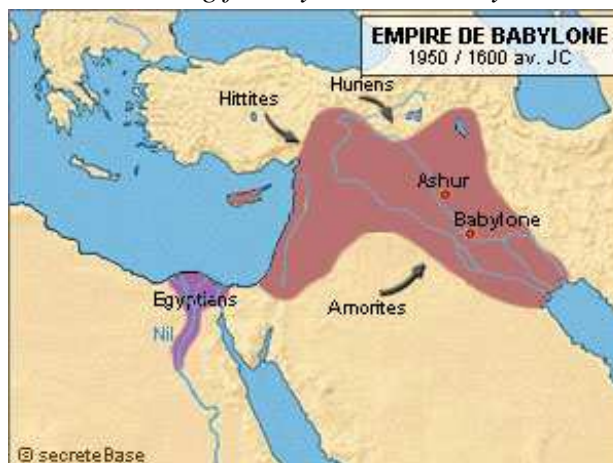 EMPIRE DE BABYLONE
1950 / 1600 av. JC
Huriens
Hittites
Ashur
Babylone
Egyptiens
Amorites
Nil
© secreteBase